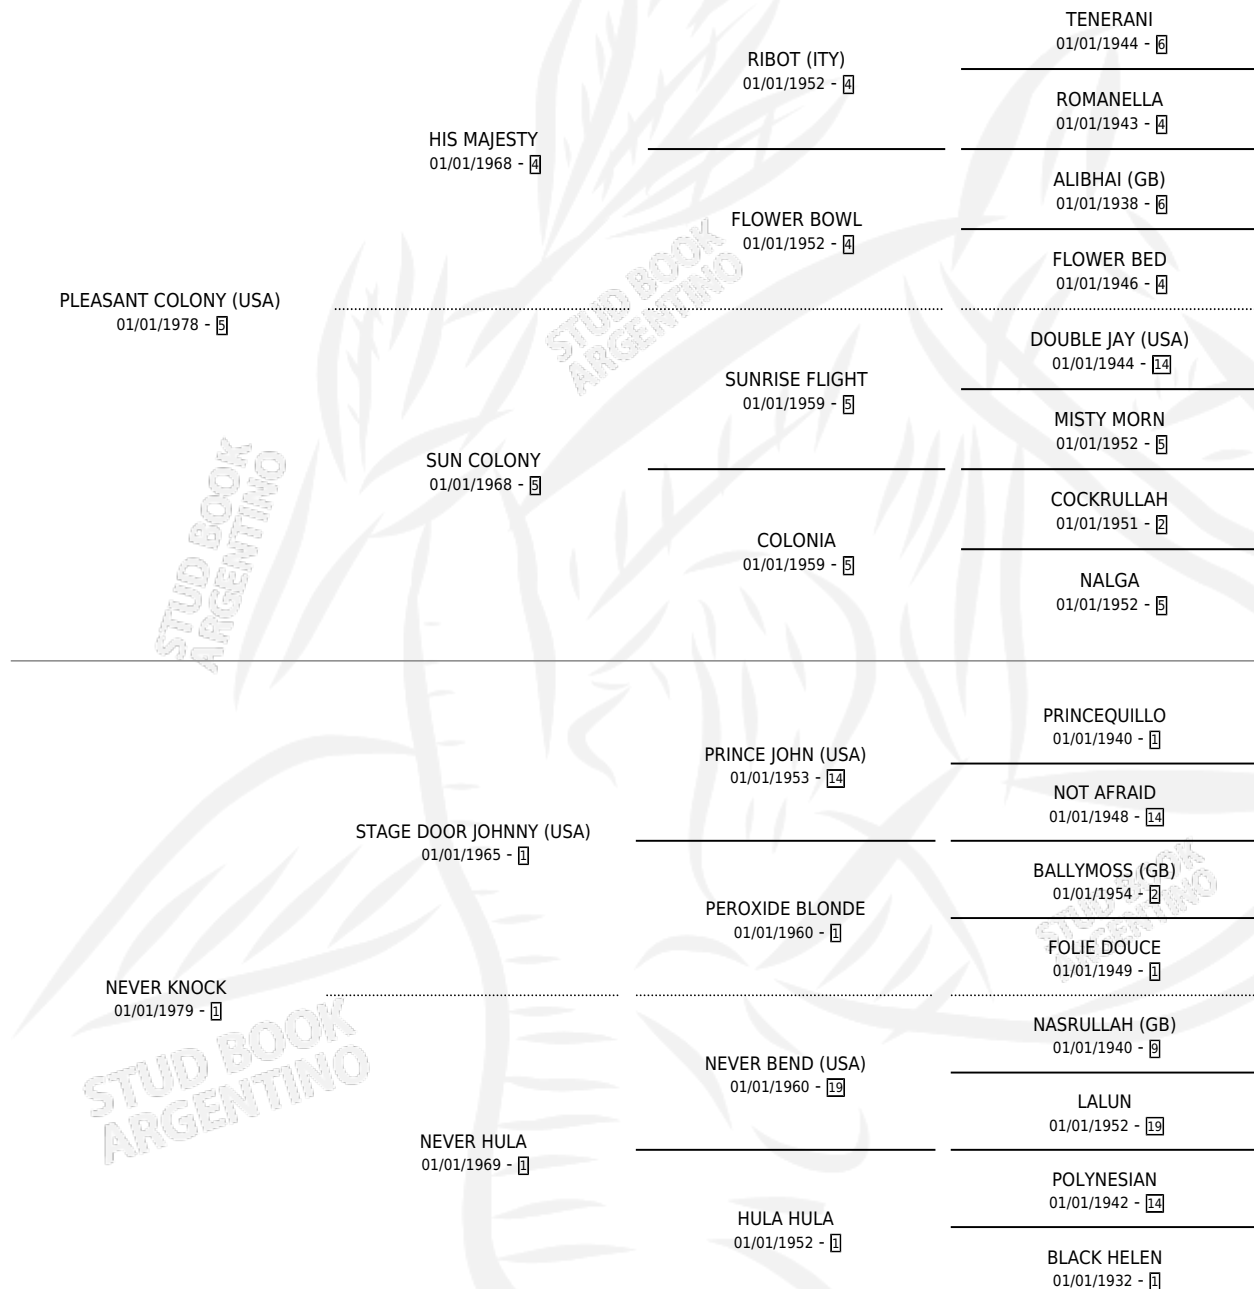 TENERANI
01/01/1944 - 6
RIBOT (ITY)
01/01/1952 - 4
ROMANELLA
01/01/1943 - 4
HIS MAJESTY
01/01/1968 - 4
ALIBHAI (GB)
01/01/1938 - 6
FLOWER BOWL
01/01/1952 - 4
FLOWER BED
01/01/1946 - 4
PLEASANT COLONY (USA)
01/01/1978 - 5
DOUBLE JAY (USA)
01/01/1944 - 14
SUNRISE FLIGHT
01/01/1959 - 5
MISTY MORN
01/01/1952 - 5
SUN COLONY
01/01/1968 - 5
COCKRULLAH
01/01/1951 - 2
COLONIA
01/01/1959 - 5
NALGA
01/01/1952 - 5
PRINCEQUILLO
01/01/1940 - 1
PRINCE JOHN (USA)
01/01/1953 - 14
NOT AFRAID
01/01/1948 - 14
STAGE DOOR JOHNNY (USA)
01/01/1965 - 1
BALLYMOSS (GB)
01/01/1954 - 2
PEROXIDE BLONDE
01/01/1960 - 1
FOLIE DOUCE
01/01/1949 - 1
NEVER KNOCK
01/01/1979 - 1
NASRULLAH (GB)
01/01/1940 - 9
NEVER BEND (USA)
01/01/1960 - 19
LALUN
01/01/1952 - 19
NEVER HULA
01/01/1969 - 1
POLYNESIAN
01/01/1942 - 14
HULA HULA
01/01/1952 - 1
BLACK HELEN
01/01/1932 - 1
STUD BOOK
ARGENTINO
STUD BOOK
ARGENTINO
STUD BOOK
ARGENTINO
STUD BOOK
ARGENTINO